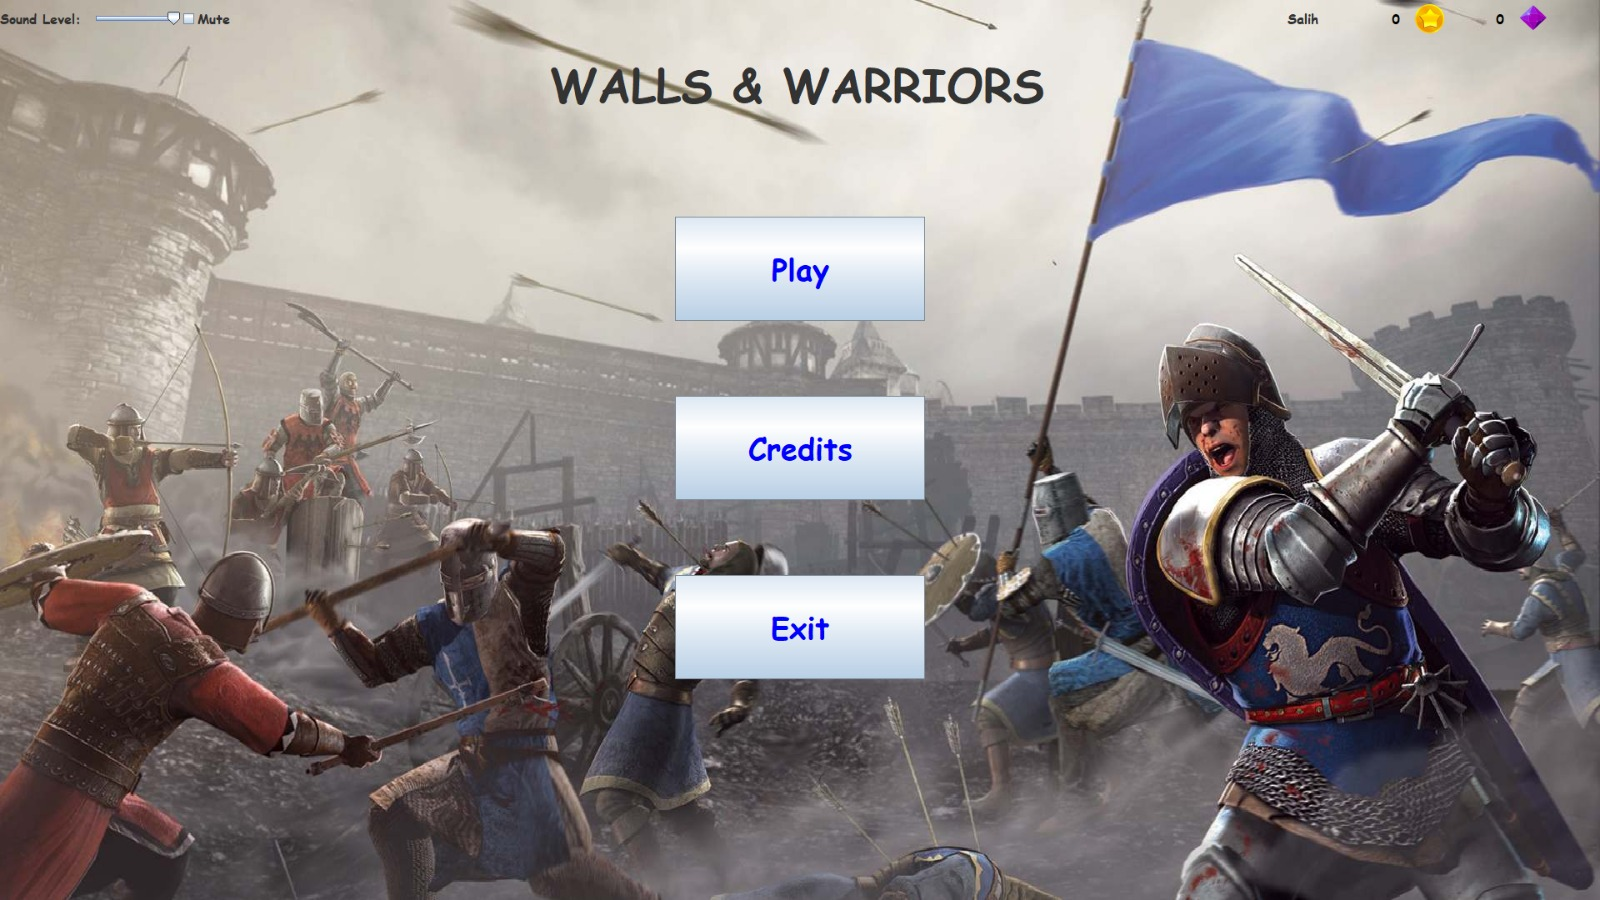 Sound Level: Mute Salih 0 0
WALLS & WARRIORS
Play
Credits
Exit